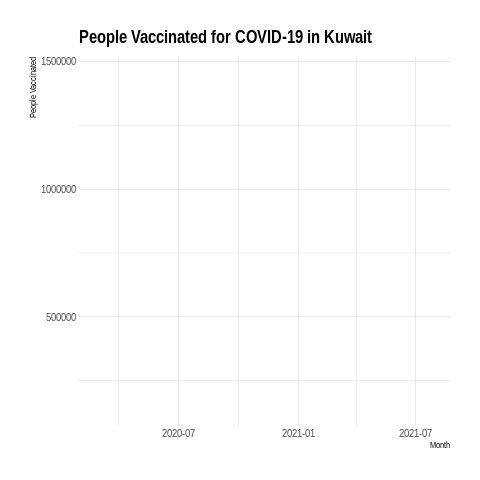 People Vaccinated for COVID-19 in Kuwait
People Vaccinated
1500000
1000000
500000
2020-07
2021-01
2021-07
Month